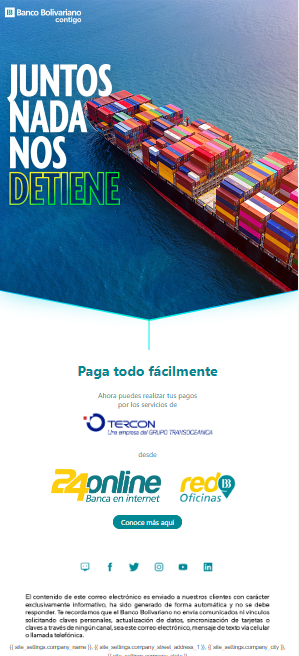 Banco Bolivariano
contigo
JUNTOS
NADA
NOS
DETIENE
Paga todo fácilmente
Ahora puedes realizar tus pagos
por los servicios de
TERCON
Una empresa del GRUPO TRANSOCEANICA
desde
24online
Banca en internet
red
Oficinas
Conoce más aquí
El contenido de este correo electrónico es enviado a nuestros clientes con carácter
exclusivamente informativo, ha sido generado de forma automática y no se debe
responder. Te recordamos que el Banco Bolivariano no envía comunicados ni vínculos
solicitando claves personales, actualización de datos, sincronización de tarjetas o
claves a través de ningún canal, sea este correo electrónico, mensaje de texto vía celular
o llamada telefónica.
{{ site_settings.company_name }}, {{ site_settings.company_street_address_1 }}, {{ site_settings.company_city }},